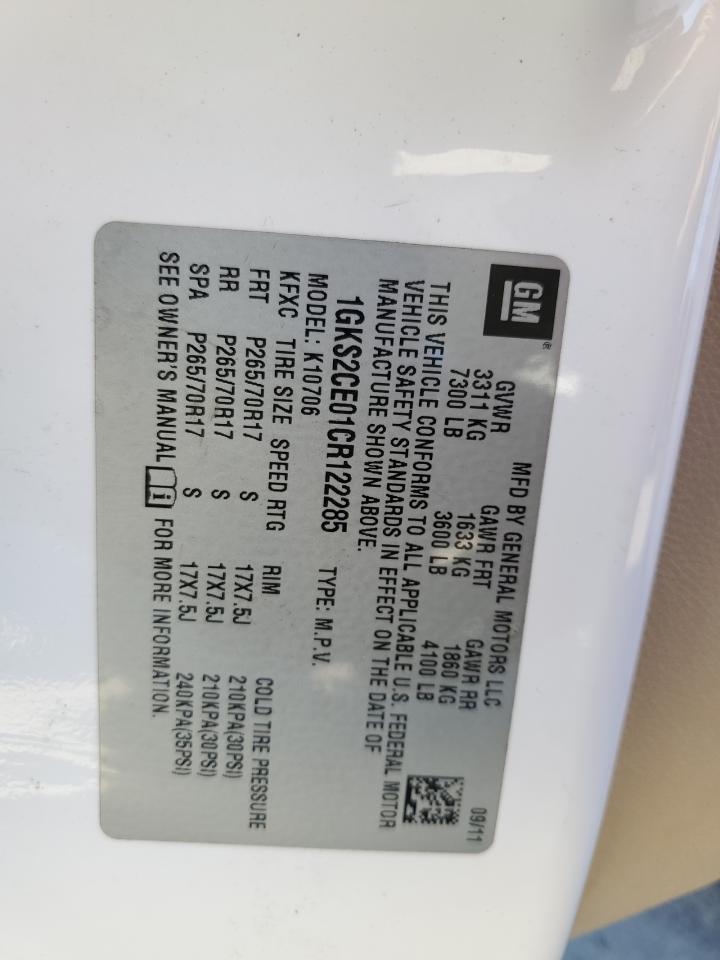 GM®
MFD BY GENERAL MOTORS LLC 09/11
GVWR GAWR FRT GAWR RR
3311 KG 1633 KG 1860 KG
7300 LB 3600 LB 4100 LB
THIS VEHICLE CONFORMS TO ALL APPLICABLE U.S. FEDERAL MOTOR
VEHICLE SAFETY STANDARDS IN EFFECT ON THE DATE OF
MANUFACTURE SHOWN ABOVE.
1GKS2CE01CR122285 TYPE: M.P.V.
MODEL: K10706
KFXC TIRE SIZE SPEED RTG RIM COLD TIRE PRESSURE
FRT P265/70R17 S 17X7.5J 210KPA(30PSI)
RR P265/70R17 S 17X7.5J 210KPA(30PSI)
SPA P265/70R17 S 17X7.5J 240KPA(35PSI)
SEE OWNER'S MANUAL i FOR MORE INFORMATION.